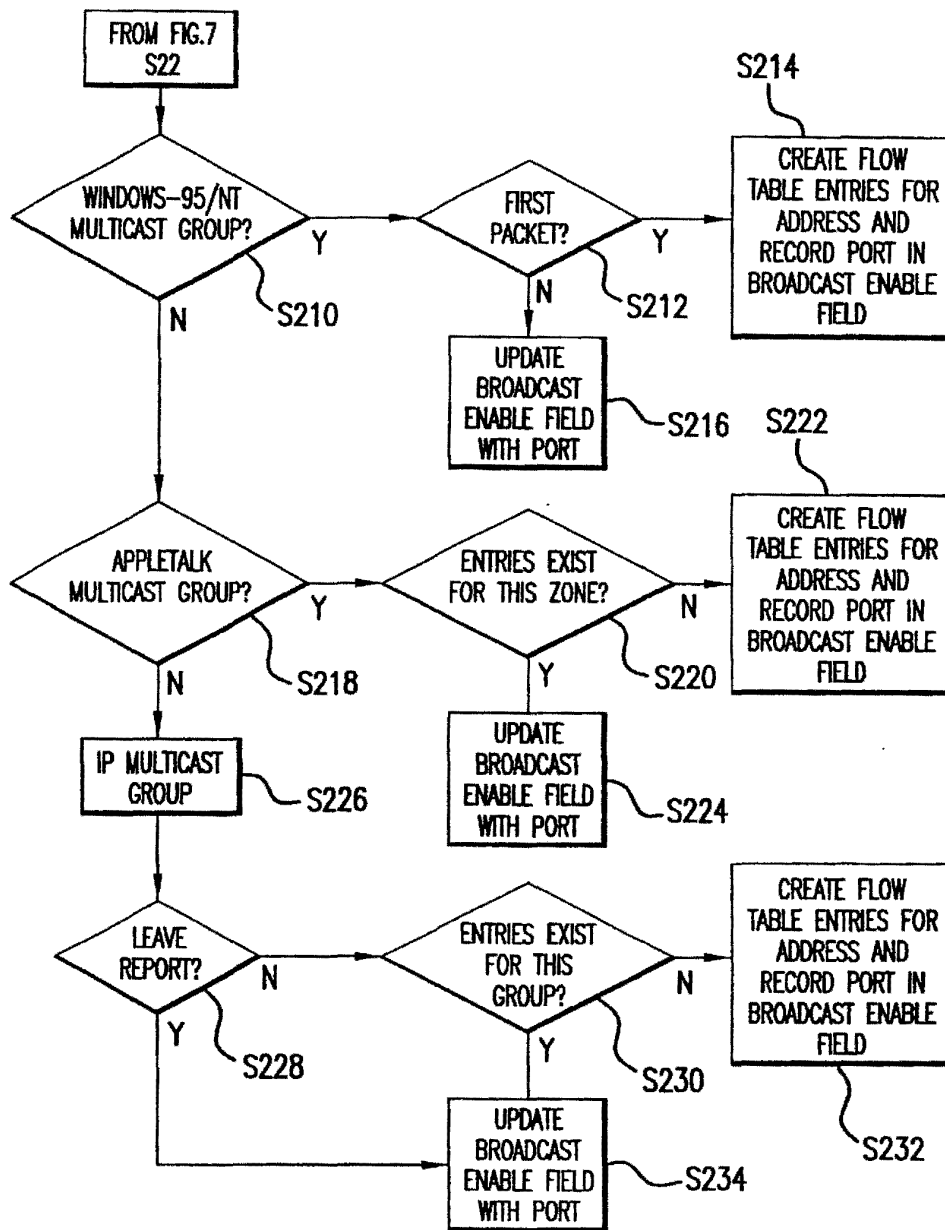 FROM FIG.7
S22
WINDOWS-95/NT
MULTICAST GROUP?
Y
N
S210
FIRST
PACKET?
Y
N
S212
S214
CREATE FLOW
TABLE ENTRIES FOR
ADDRESS AND
RECORD PORT IN
BROADCAST ENABLE
FIELD
UPDATE
BROADCAST
ENABLE FIELD
WITH PORT
S216
APPLETALK
MULTICAST GROUP?
Y
N
S218
ENTRIES EXIST
FOR THIS ZONE?
N
Y
S220
S222
CREATE FLOW
TABLE ENTRIES FOR
ADDRESS AND
RECORD PORT IN
BROADCAST ENABLE
FIELD
UPDATE
BROADCAST
ENABLE FIELD
WITH PORT
S224
IP MULTICAST
GROUP
S226
LEAVE
REPORT?
N
Y
S228
ENTRIES EXIST
FOR THIS
GROUP?
N
Y
S230
CREATE FLOW
TABLE ENTRIES FOR
ADDRESS AND
RECORD PORT IN
BROADCAST ENABLE
FIELD
S232
UPDATE
BROADCAST
ENABLE FIELD
WITH PORT
S234